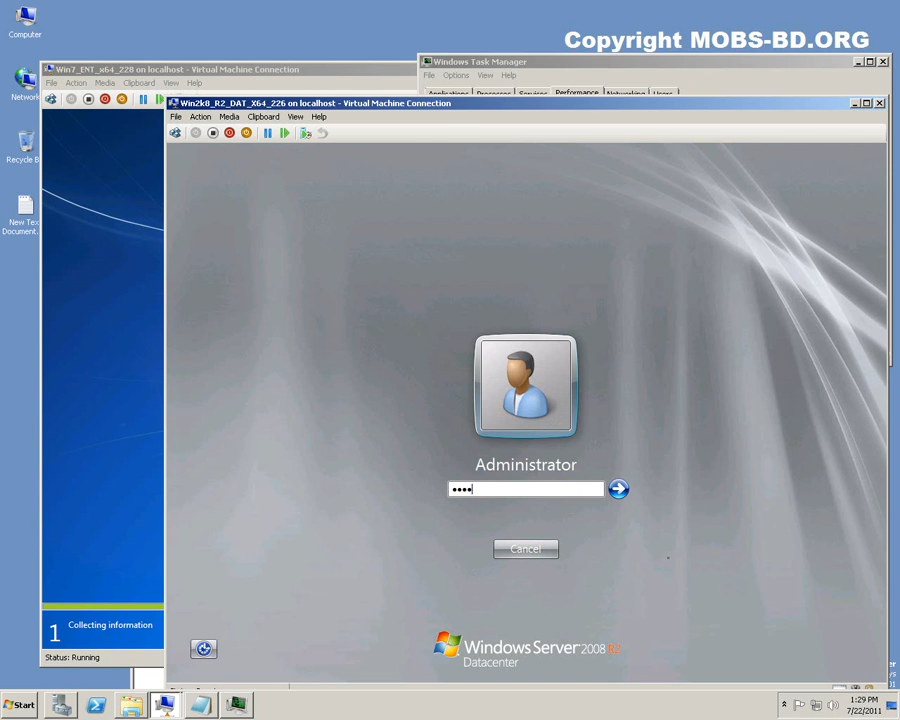 Computer
Copyright MOBS-BD.ORG
Windows Task Manager
File Options View Help
Applications Processes Services Performance Networking Users
Win7_ENT_x64_228 on localhost - Virtual Machine Connection
File Action Media Clipboard View Help
Network
Win2k8_R2_DAT_X64_226 on localhost - Virtual Machine Connection
File Action Media Clipboard View Help
Recycle B
New Text
Document.
Administrator
Cancel
1 Collecting information
Status: Running
Windows Server 2008 R2
Datacenter
Start
1:29 PM
7/22/2011